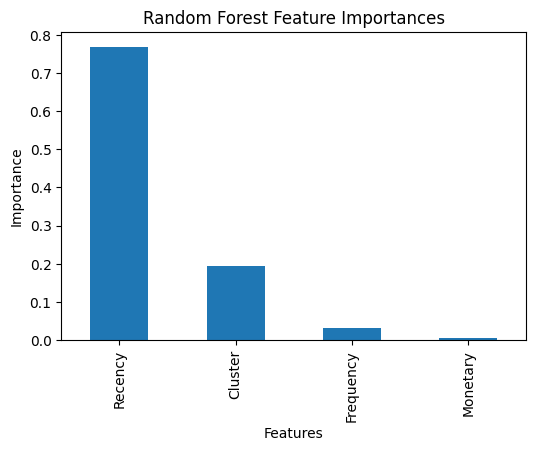 Random Forest Feature Importances
Importance
0.8
0.7
0.6
0.5
0.4
0.3
0.2
0.1
0.0
Recency
Cluster
Frequency
Monetary
Features